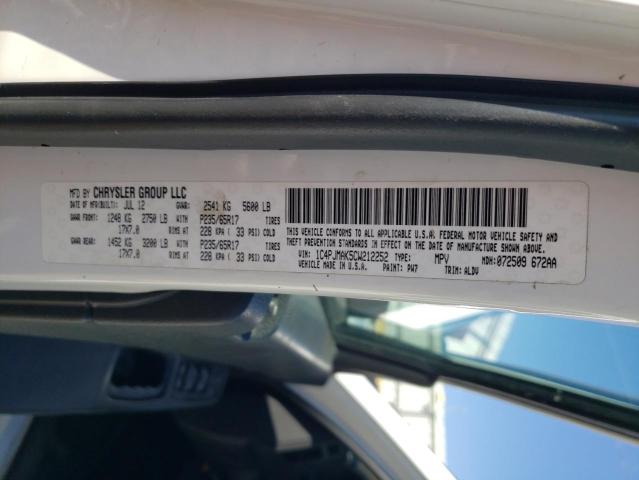 MFD BY CHRYSLER GROUP LLC
DATE OF MFR(BUILT): JUL 12 GVWR: 2541 KG 5600 LB
GAWR FRONT: 1248 KG 2750 LB WITH P235/65R17 TIRES
17X7.0 RIMS AT 228 KPA ( 33 PSI) COLD
GAWR REAR: 1452 KG 3200 LB WITH P235/65R17 TIRES
17X7.0 RIMS AT 228 KPA ( 33 PSI) COLD
THIS VEHICLE CONFORMS TO ALL APPLICABLE U.S.A. FEDERAL MOTOR VEHICLE SAFETY AND
THEFT PREVENTION STANDARDS IN EFFECT ON THE DATE OF MANUFACTURE SHOWN ABOVE.
VIN: 1C4PJMAK5CW212252 TYPE: MPV MDH: 072509 672AA
VEHICLE MADE IN U.S.A. PAINT: PW7 TRIM: ALDV